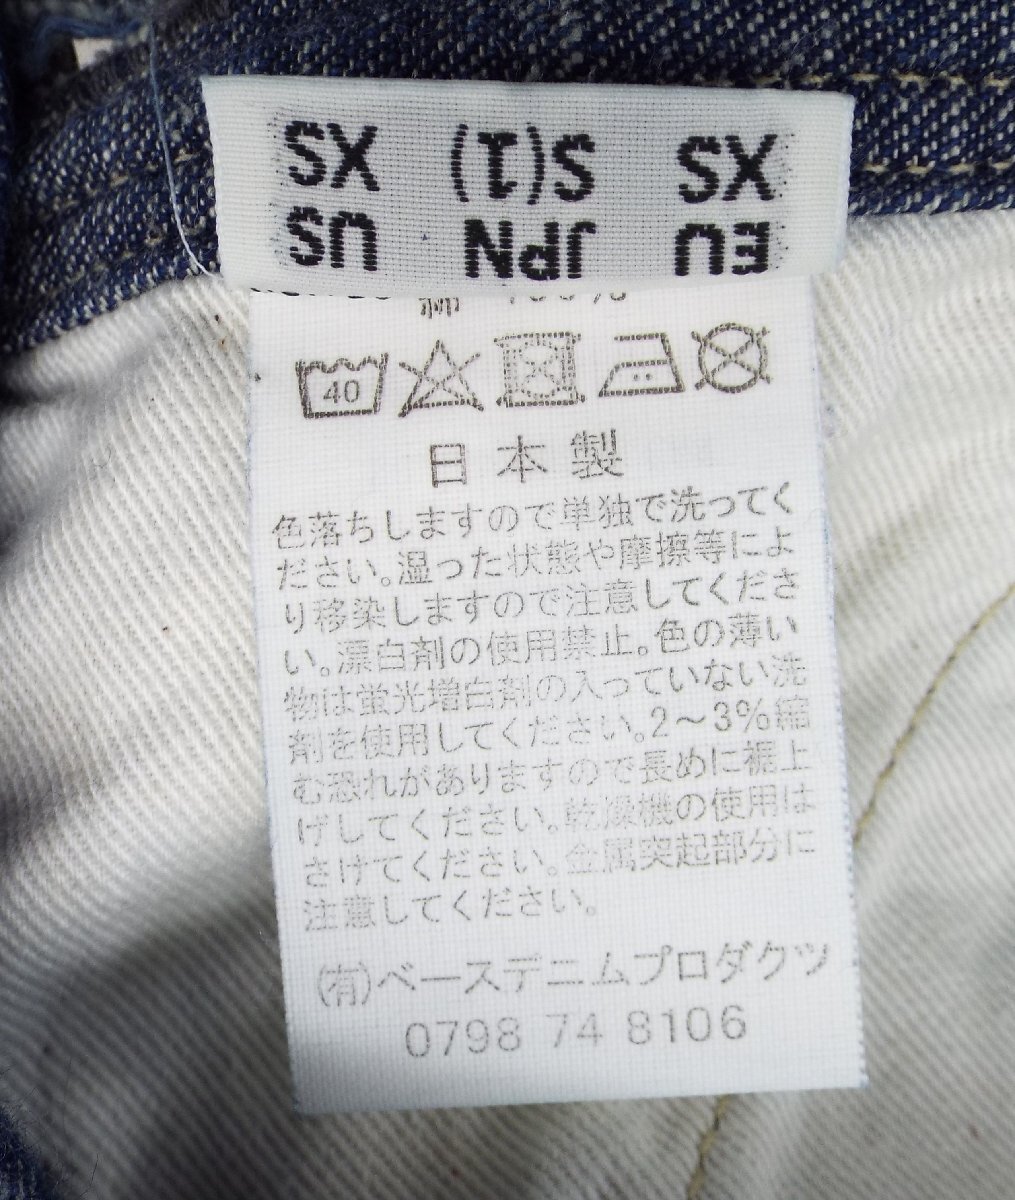 EU JPN US
XS S(1) XS
綿 100%
40
日本製
色落ちしますので単独で洗ってく
ださい。湿った状態や摩擦等によ
り移染しますので注意してくださ
い。漂白剤の使用禁止。色の薄い
物は蛍光増白剤の入っていない洗
剤を使用してください。2〜3%縮
む恐れがありますので長めに裾上
げしてください。乾燥機の使用は
さけてください。金属突起部分に
注意してください。
(有)ベースデニムプロダクツ
0798 74 8106